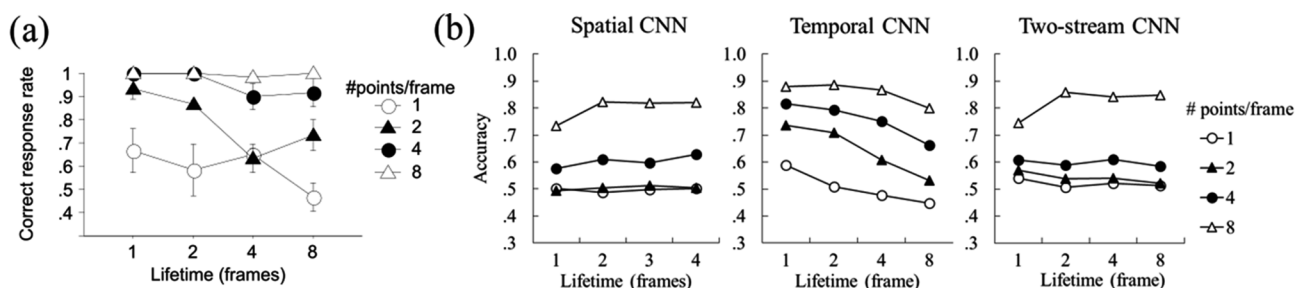 (a)
Correct response rate
1
.9
.8
.7
.6
.5
.4
1 2 4 8
Lifetime (frames)
#points/frame
1
2
4
8
(b)
Spatial CNN
Accuracy
1.0
.9
.8
.7
.6
.5
.4
.3
1 2 3 4
Lifetime (frames)
Temporal CNN
1.0
.9
.8
.7
.6
.5
.4
.3
1 2 4 8
Lifetime (frame)
Two-stream CNN
1.0
.9
.8
.7
.6
.5
.4
.3
1 2 4 8
Lifetime (frame)
# points/frame
1
2
4
8